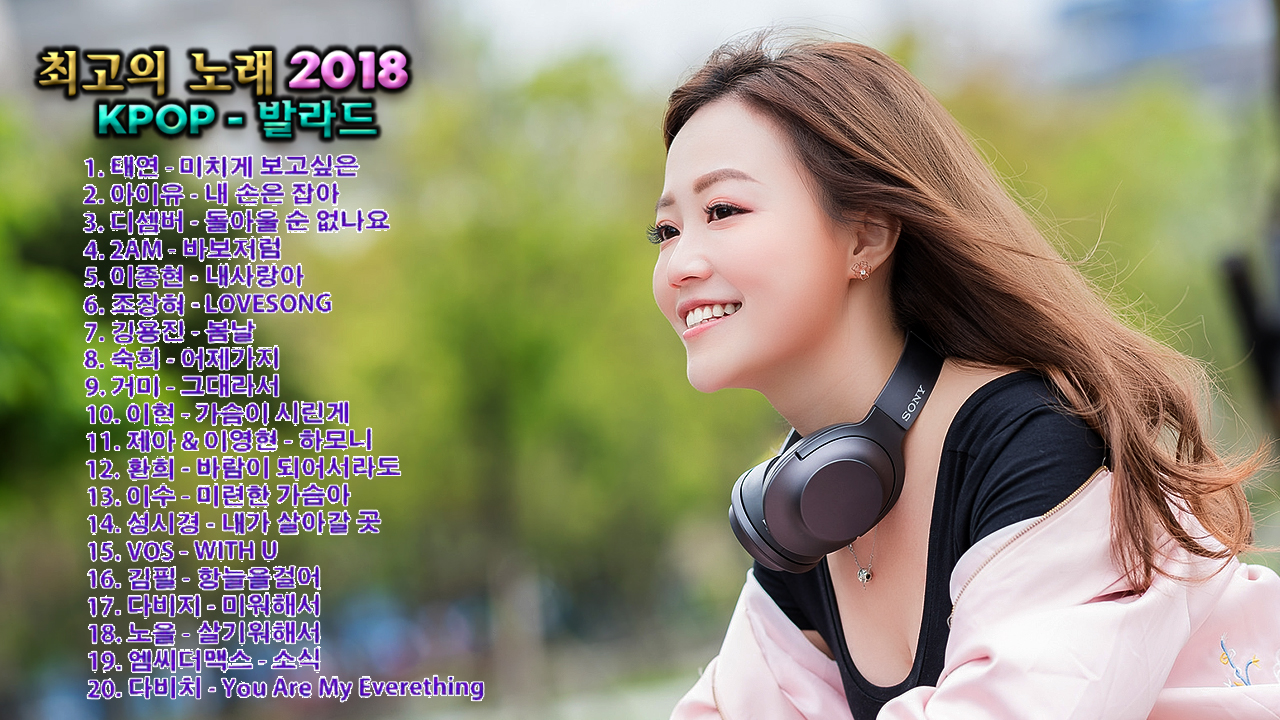 최고의 노래 2018
KPOP - 발라드
1. 태연 - 미치게 보고싶은
2. 아이유 - 내 손은 잡아
3. 디셈버 - 돌아올 순 없나요
4. 2AM - 바보처럼
5. 이종현 - 내사랑아
6. 조장혀 - LOVESONG
7. 깅용진 - 봄날
8. 숙희 - 어제가지
9. 거미 - 그대라서
10. 이현 - 가슴이 시린게
11. 제아 & 이영현 - 하모니
12. 환희 - 바람이 되어서라도
13. 이수 - 미련한 가슴아
14. 성시경 - 내가 살아갈 곳
15. VOS - WITH U
16. 김필 - 항늘을걸어
17. 다비지 - 미워해서
18. 노을 - 살기워해서
19. 엠씨더맥스 - 소식
20. 다비치 - You Are My Everething
SONY